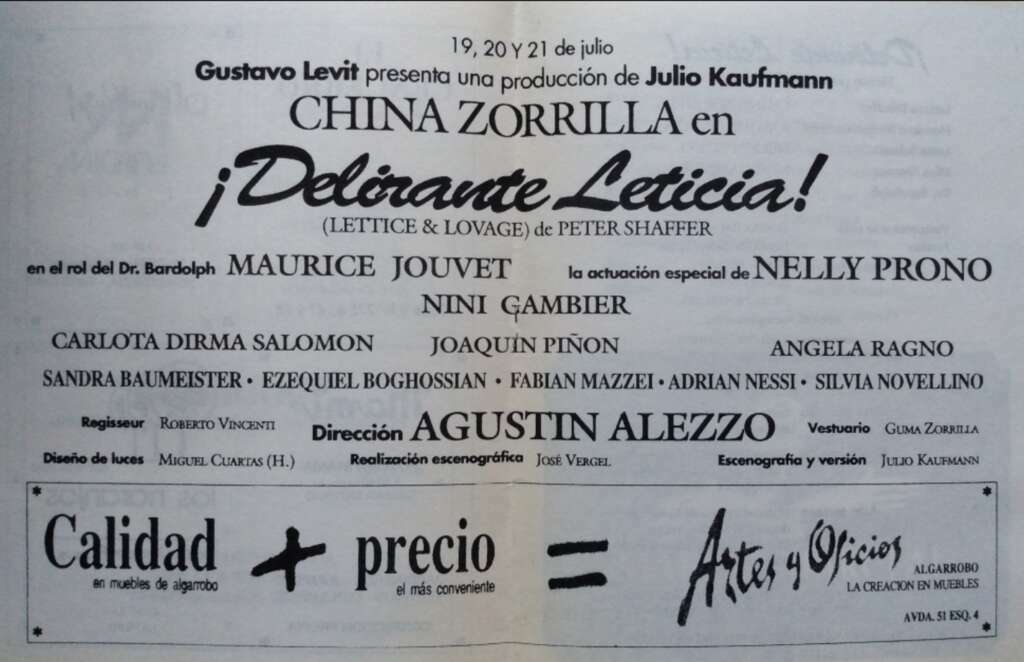 19, 20 Y 21 de julio
Gustavo Levit presenta una producción de Julio Kaufmann
CHINA ZORRILLA en
¡Delirante Leticia!
(LETTICE & LOVAGE) de PETER SHAFFER
en el rol del Dr. Bardolph MAURICE JOUVET la actuación especial de NELLY PRONO
NINI GAMBIER
CARLOTA DIRMA SALOMON JOAQUÍN PIÑON ANGELA RAGNO
SANDRA BAUMEISTER • EZEQUIEL BOGHOSSIAN • FABIAN MAZZEI • ADRIAN NESSI • SILVIA NOVELLINO
Regisseur ROBERTO VINCENTI Dirección AGUSTIN ALEZZO Vestuario GUMA ZORRILLA
Diseño de luces MIGUEL CUARTAS (H.) Realización escenográfica JOSÉ VERGEL Escenografia y versión JULIO KAUFMANN
Calidad + precio = Artes y Oficios
en muebles de algarrobo el más conveniente
ALGARROBO
LA CREACION EN MUEBLES
AVDA. 51 ESQ. 4